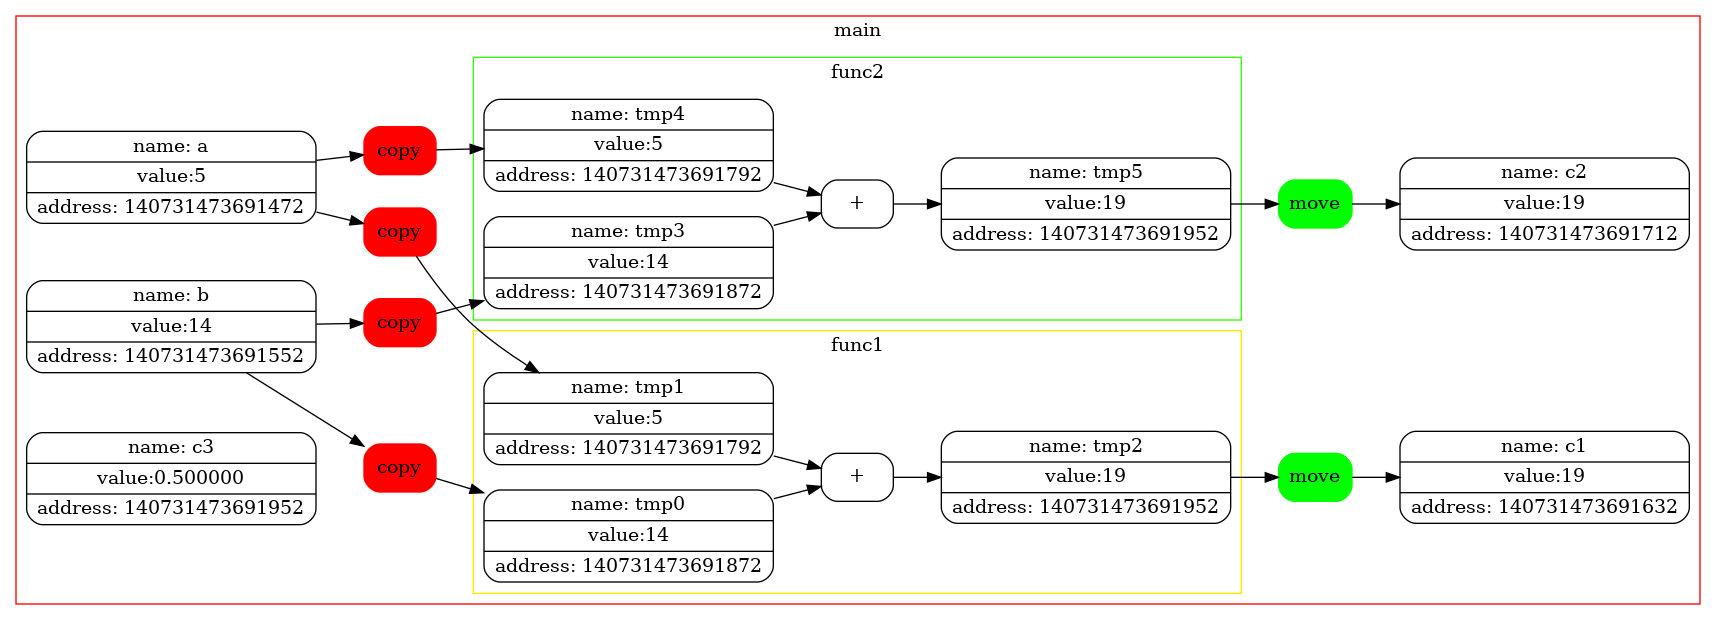 main
func2
name: a
value:5
address: 140731473691472
copy
copy
name: tmp4
value:5
address: 140731473691792
name: tmp3
value:14
address: 140731473691872
+
name: tmp5
value:19
address: 140731473691952
move
name: c2
value:19
address: 140731473691712
name: b
value:14
address: 140731473691552
copy
copy
name: c3
value:0.500000
address: 140731473691952
func1
name: tmp1
value:5
address: 140731473691792
name: tmp0
value:14
address: 140731473691872
+
name: tmp2
value:19
address: 140731473691952
move
name: c1
value:19
address: 140731473691632